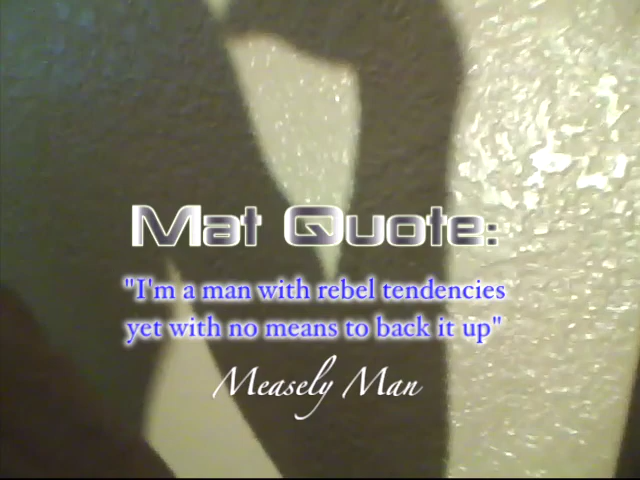 Mat Quote:
"I'm a man with rebel tendencies
yet with no means to back it up"
Measely Man